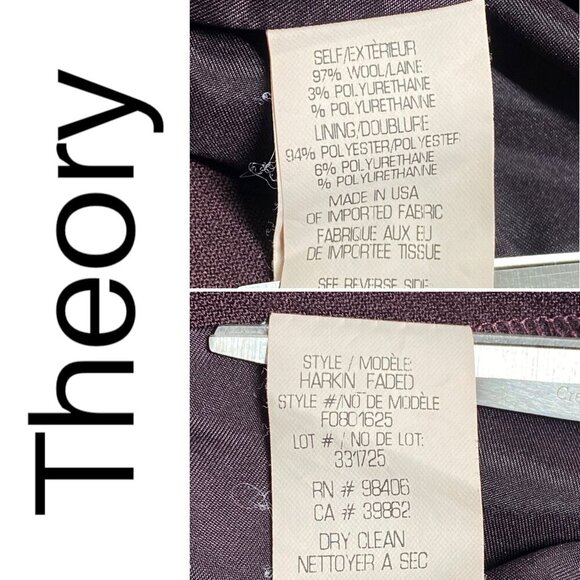 Theory
SELF/EXTÈRIEUR
97% WOOL/LAINE
3% POLYURETHANE
% POLYURETHANNE
LINING/DOUBLURE
94% POLYESTER/POLYESTER
6% POLYURETHANE
% POLYURETHANNE
MADE IN USA
OF IMPORTED FABRIC
FABRIQUE AUX EU
DE IMPORTEE TISSUE
SEE REVERSE SIDE
STYLE / MODÈLE:
HARKIN FADED
STYLE #/NO DE MODÈLE
F0801625
LOT # / NO DE LOT:
331725
RN # 98406
CA # 39862
DRY CLEAN
NETTOYER A SEC